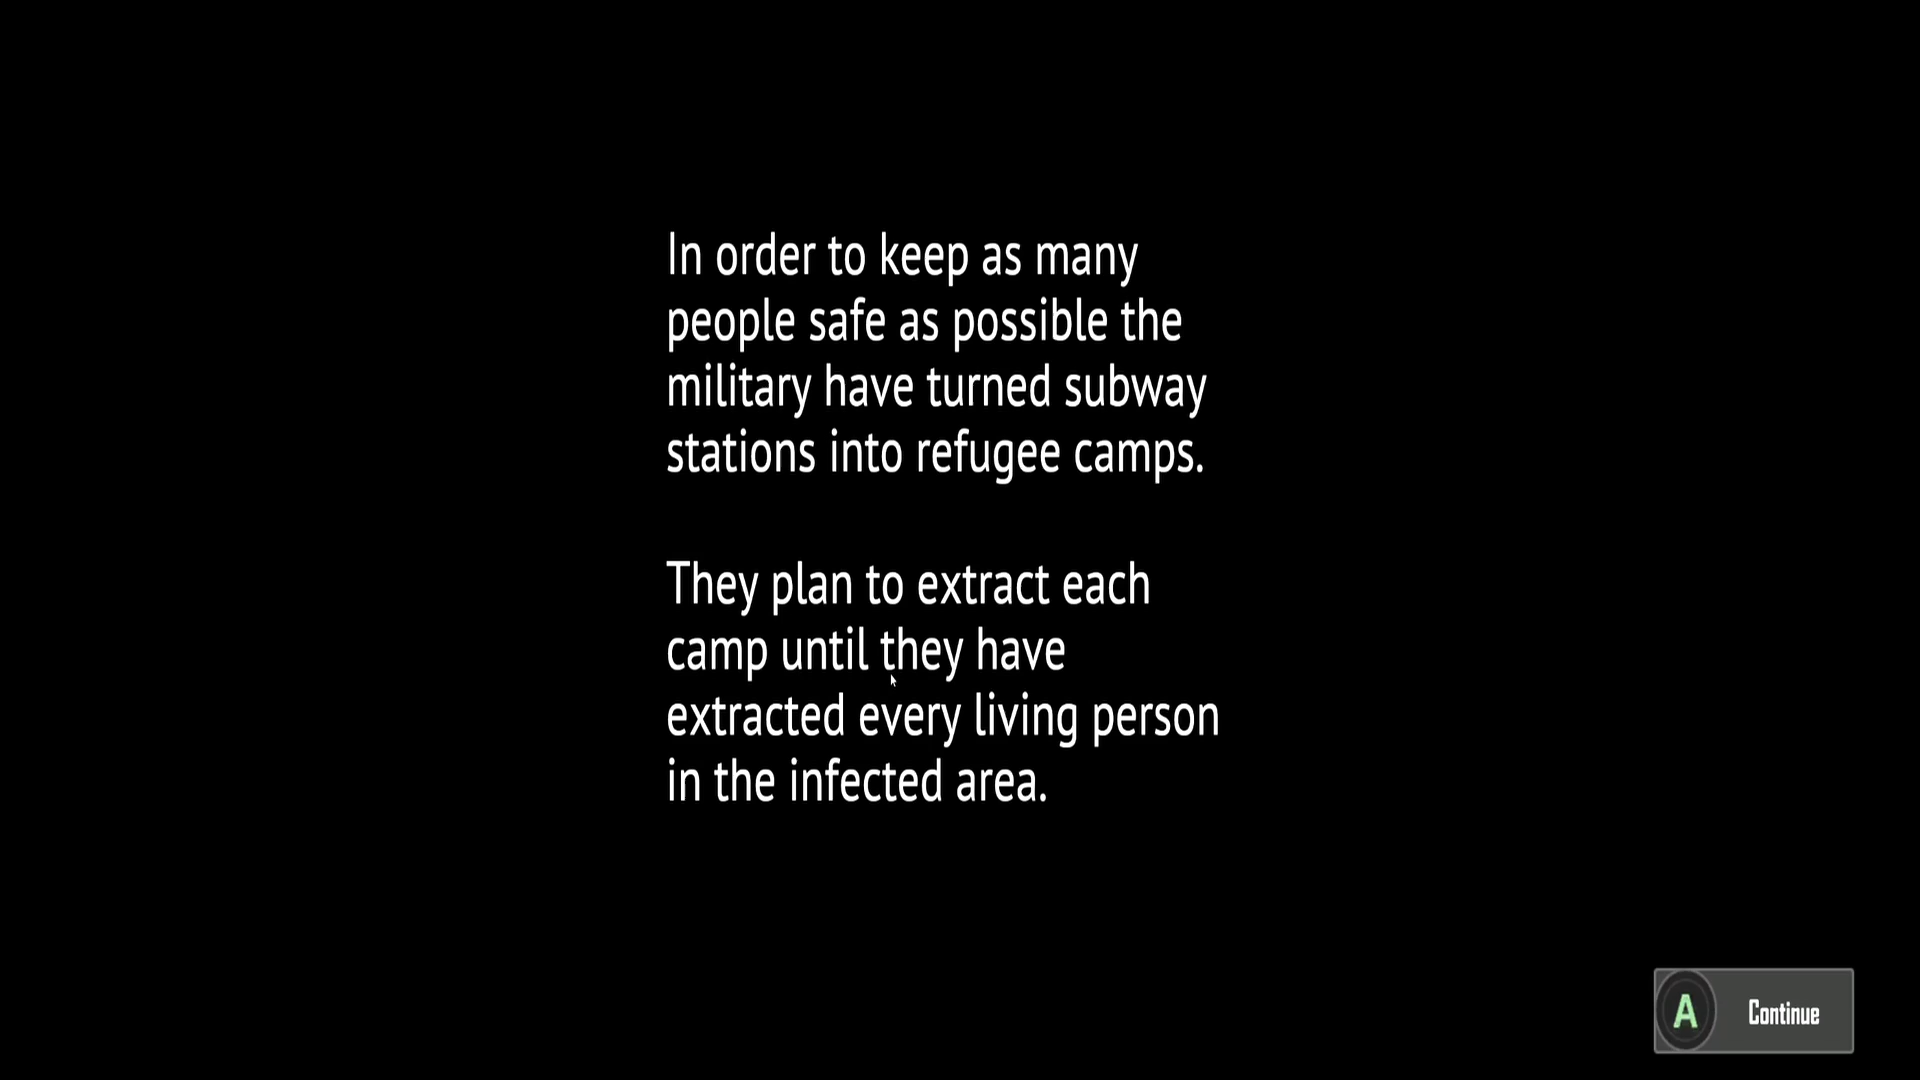 In order to keep as many
people safe as possible the
military have turned subway
stations into refugee camps.
They plan to extract each
camp until they have
extracted every living person
in the infected area.
A Continue